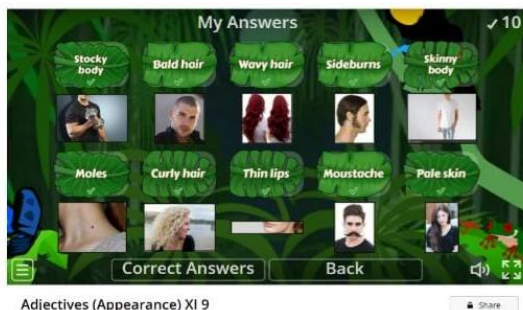 My Answers
✓ 10
Stocky body
Bald hair
Wavy hair
Sideburns
Skinny body
Moles
Curly hair
Thin lips
Moustache
Pale skin
Correct Answers
Back
Adjectives (Appearance) XI 9
Share